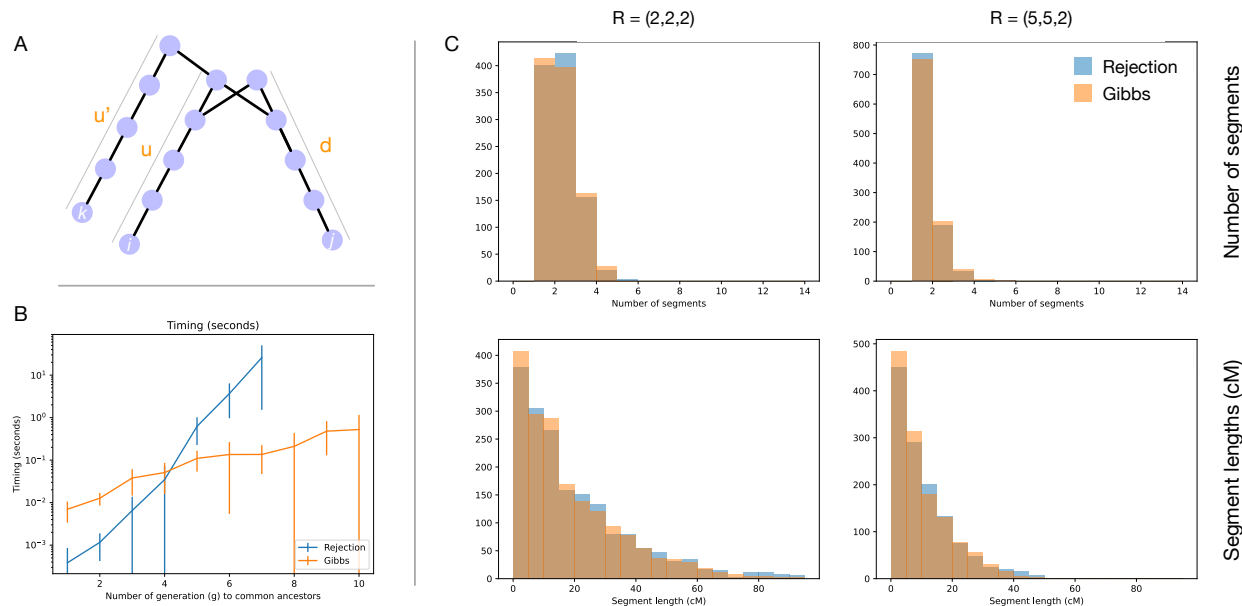 R = (2,2,2)
R = (5,5,2)
A
u'
u
d
k
i
j
B
Timing (seconds)
Timing (seconds)
10¹
10⁰
10⁻¹
10⁻²
10⁻³
2 4 6 8 10
Number of generation (g) to common ancestors
Rejection
Gibbs
C
400
350
300
250
200
150
100
50
0
0 2 4 6 8 10 12 14
Number of segments
800
700
600
500
400
300
200
100
0
0 2 4 6 8 10 12 14
Number of segments
Rejection
Gibbs
Number of segments
400
350
300
250
200
150
100
50
0
0 20 40 60 80
Segment length (cM)
500
400
300
200
100
0
0 20 40 60 80
Segment length (cM)
Segment lengths (cM)